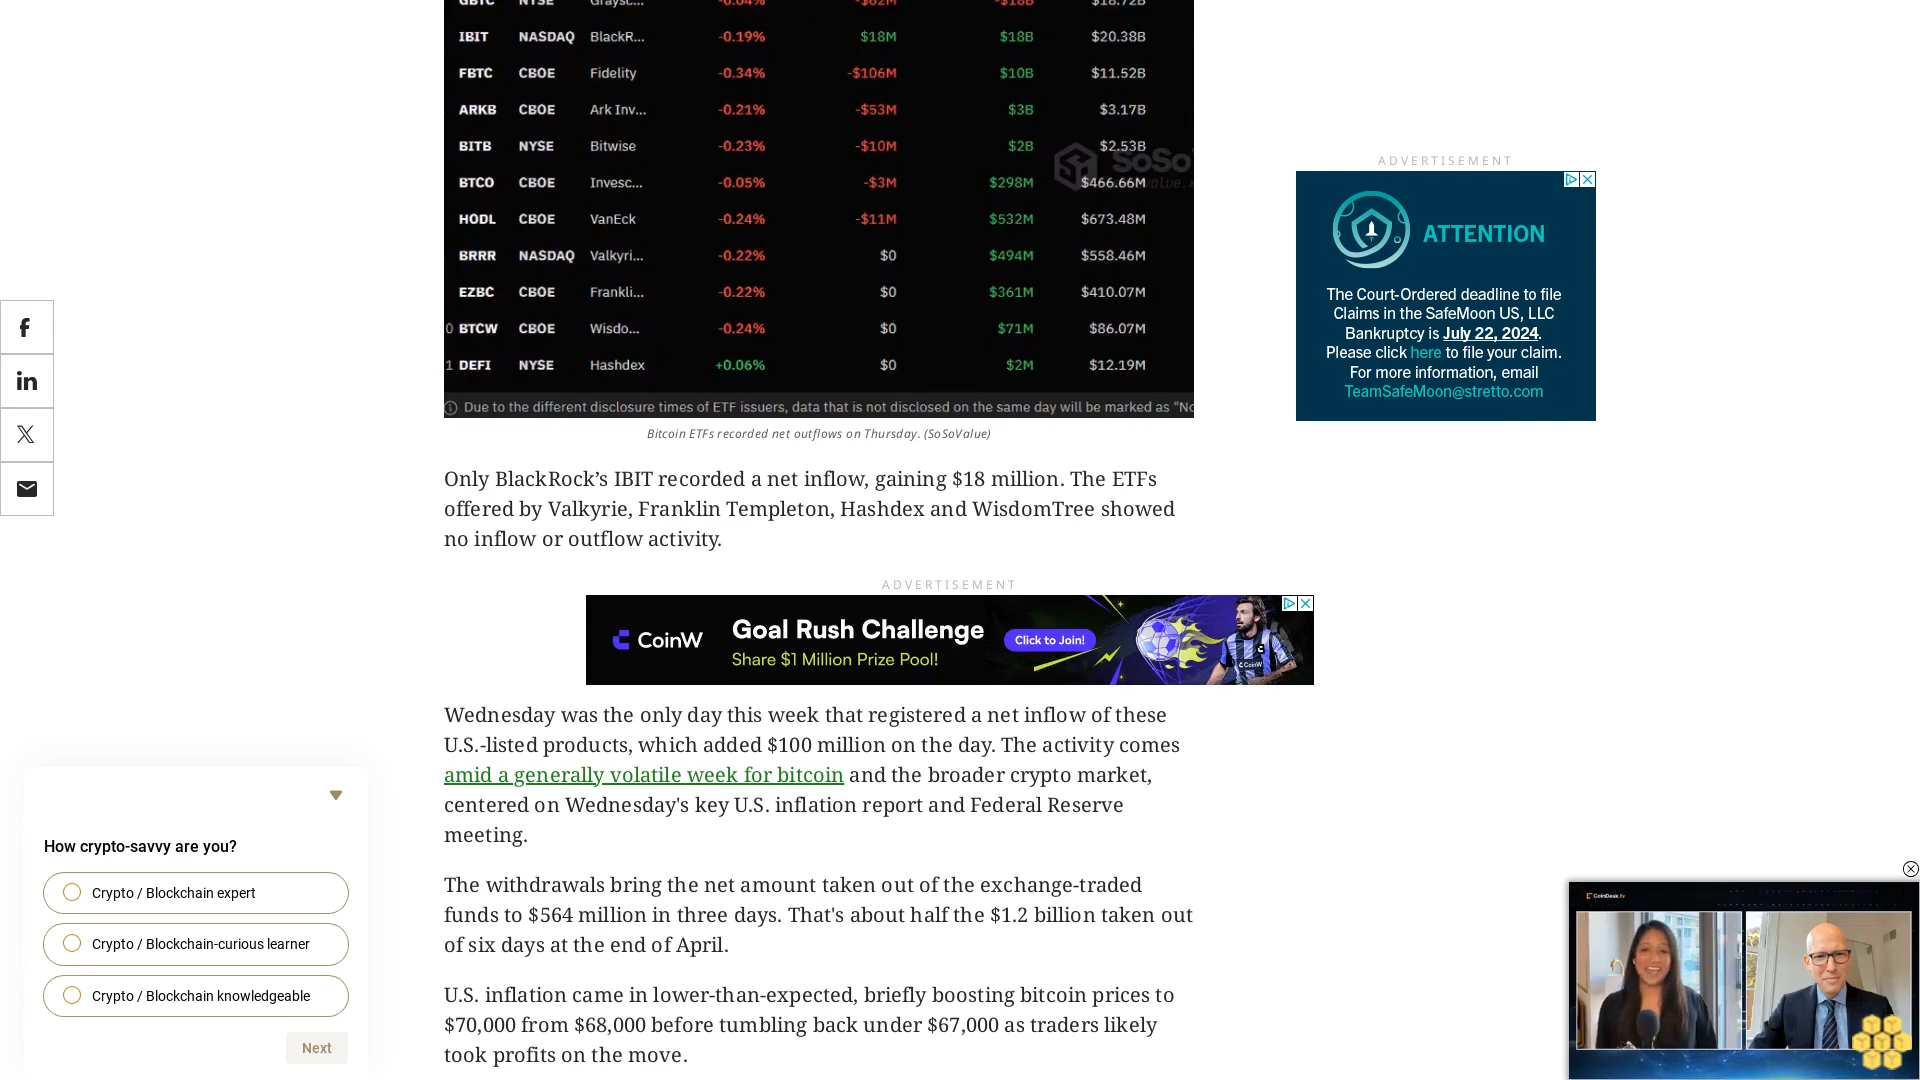 GBTC NYSE Graysc... -0.04% -$62M -$18B $18.72B
IBIT NASDAQ BlackR... -0.19% $18M $18B $20.38B
FBTC CBOE Fidelity -0.34% -$106M $10B $11.52B
ARKB CBOE Ark Inv... -0.21% -$53M $3B $3.17B
BITB NYSE Bitwise -0.23% -$10M $2B $2.53B
BTCO CBOE Invesc... -0.05% -$3M $298M $466.66M
HODL CBOE VanEck -0.24% -$11M $532M $673.48M
BRRR NASDAQ Valkyri... -0.22% $0 $494M $558.46M
EZBC CBOE Frankli... -0.22% $0 $361M $410.07M
0 BTCW CBOE Wisdo... -0.24% $0 $71M $86.07M
1 DEFI NYSE Hashdex +0.06% $0 $2M $12.19M
SoSoV
Due to the different disclosure times of ETF issuers, data that is not disclosed on the same day will be marked as "No
Bitcoin ETFs recorded net outflows on Thursday. (SoSoValue)
Only BlackRock’s IBIT recorded a net inflow, gaining $18 million. The ETFs
offered by Valkyrie, Franklin Templeton, Hashdex and WisdomTree showed
no inflow or outflow activity.
ADVERTISEMENT
CoinW
Goal Rush Challenge
Share $1 Million Prize Pool!
Click to Join!
CoinW
Wednesday was the only day this week that registered a net inflow of these
U.S.-listed products, which added $100 million on the day. The activity comes
amid a generally volatile week for bitcoin and the broader crypto market,
centered on Wednesday's key U.S. inflation report and Federal Reserve
meeting.
The withdrawals bring the net amount taken out of the exchange-traded
funds to $564 million in three days. That's about half the $1.2 billion taken out
of six days at the end of April.
U.S. inflation came in lower-than-expected, briefly boosting bitcoin prices to
$70,000 from $68,000 before tumbling back under $67,000 as traders likely
took profits on the move.
ADVERTISEMENT
ATTENTION
The Court-Ordered deadline to file
Claims in the SafeMoon US, LLC
Bankruptcy is July 22, 2024.
Please click here to file your claim.
For more information, email
TeamSafeMoon@stretto.com
How crypto-savvy are you?
Crypto / Blockchain expert
Crypto / Blockchain-curious learner
Crypto / Blockchain knowledgeable
Next
CoinDesk.tv